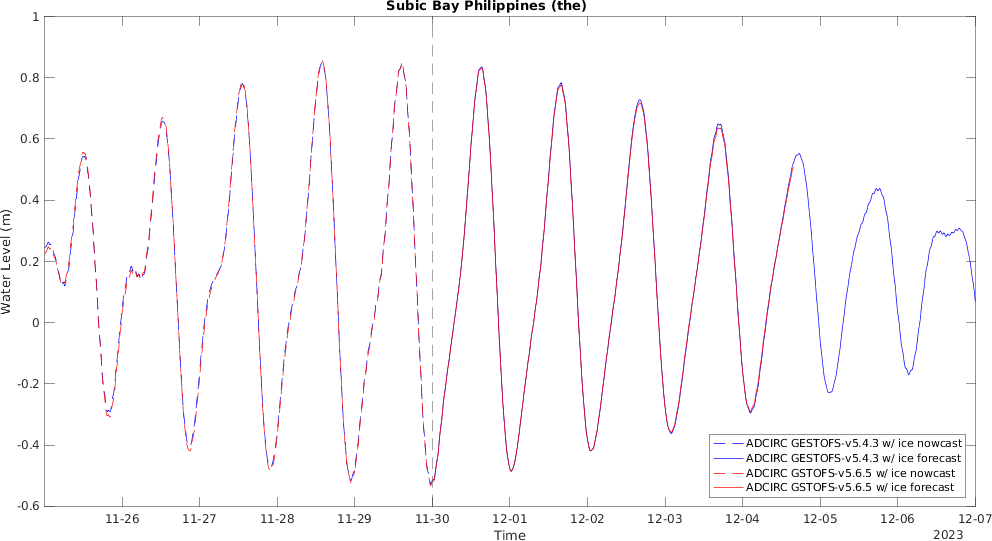 Subic Bay Philippines (the)
1
0.8
0.6
0.4
0.2
0
-0.2
-0.4
-0.6
Water Level (m)
11-26 11-27 11-28 11-29 11-30 12-01 12-02 12-03 12-04 12-05 12-06 12-07
Time
2023
ADCIRC GESTOFS-v5.4.3 w/ ice nowcast
ADCIRC GESTOFS-v5.4.3 w/ ice forecast
ADCIRC GSTOFS-v5.6.5 w/ ice nowcast
ADCIRC GSTOFS-v5.6.5 w/ ice forecast